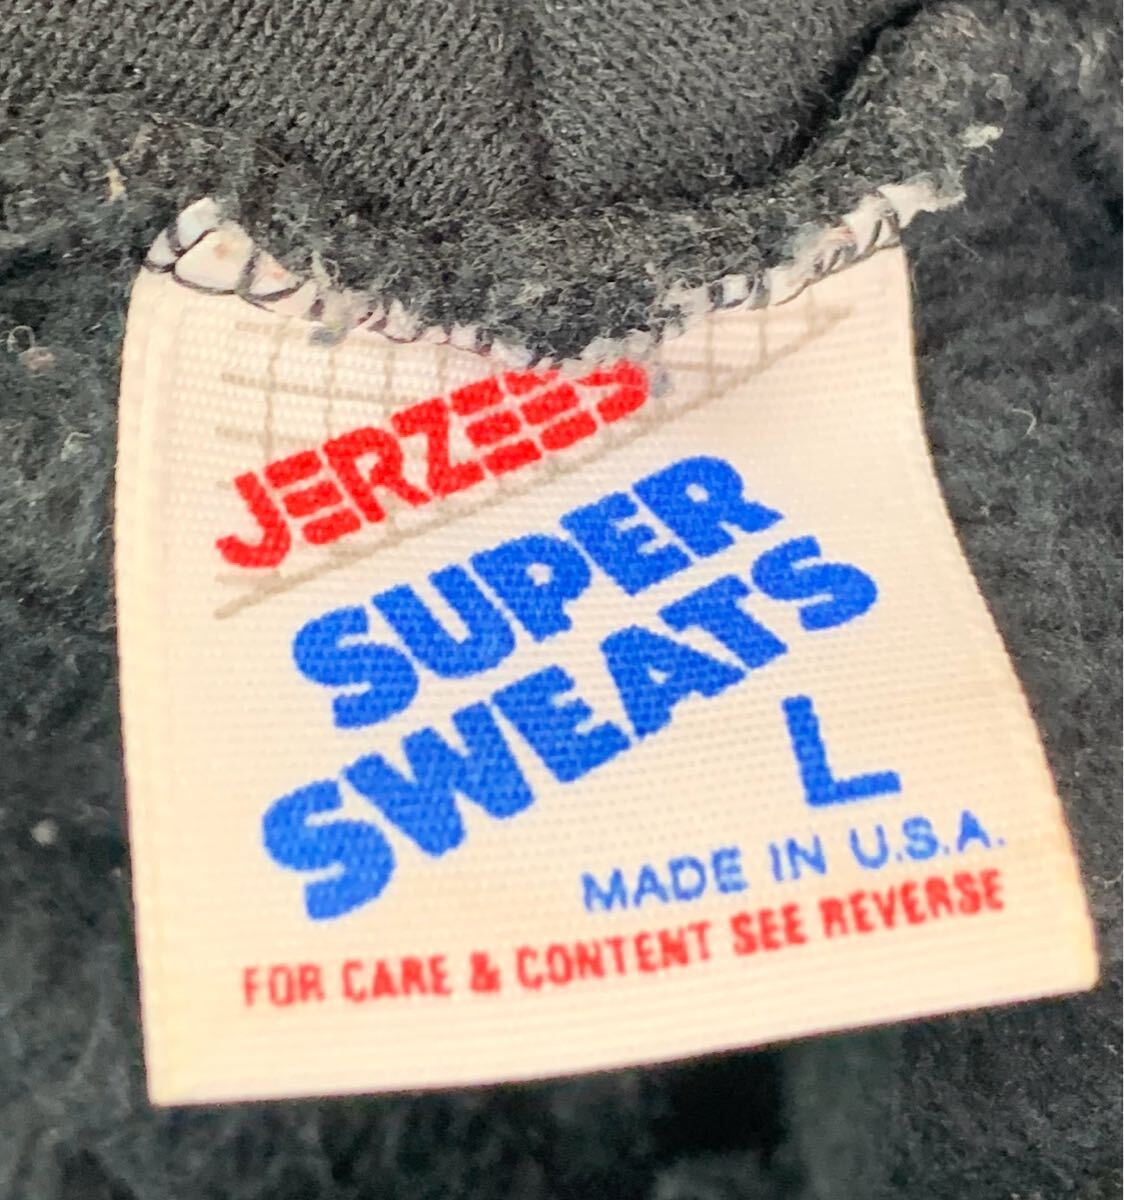 JERZEES
SUPER
SWEATS
L
MADE IN U.S.A.
FOR CARE & CONTENT SEE REVERSE